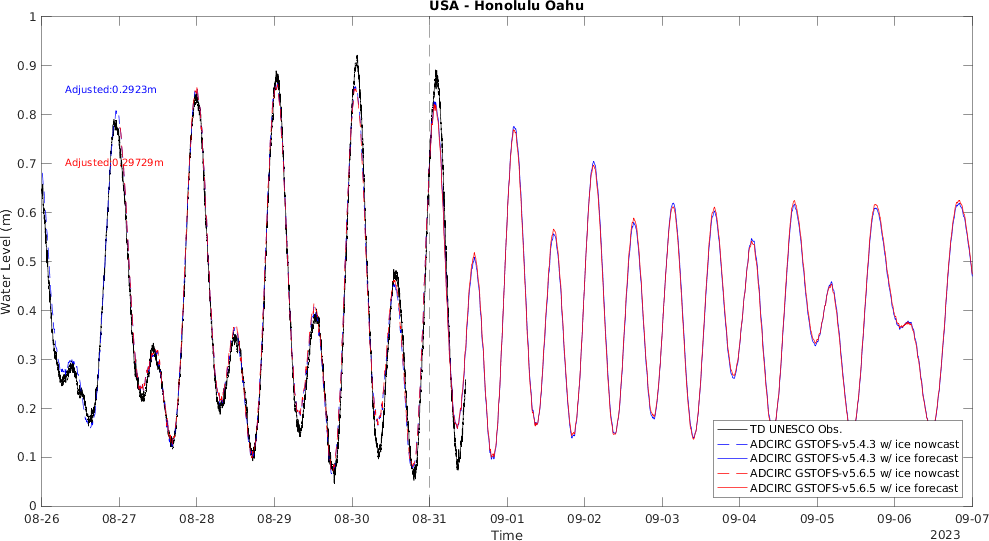 USA - Honolulu Oahu
1
0.9
0.8
0.7
0.6
0.5
0.4
0.3
0.2
0.1
0
Water Level (m)
Adjusted:0.2923m
Adjusted:0.29729m
TD UNESCO Obs.
ADCIRC GSTOFS-v5.4.3 w/ ice nowcast
ADCIRC GSTOFS-v5.4.3 w/ ice forecast
ADCIRC GSTOFS-v5.6.5 w/ ice nowcast
ADCIRC GSTOFS-v5.6.5 w/ ice forecast
08-26 08-27 08-28 08-29 08-30 08-31 09-01 09-02 09-03 09-04 09-05 09-06 09-07
Time
2023